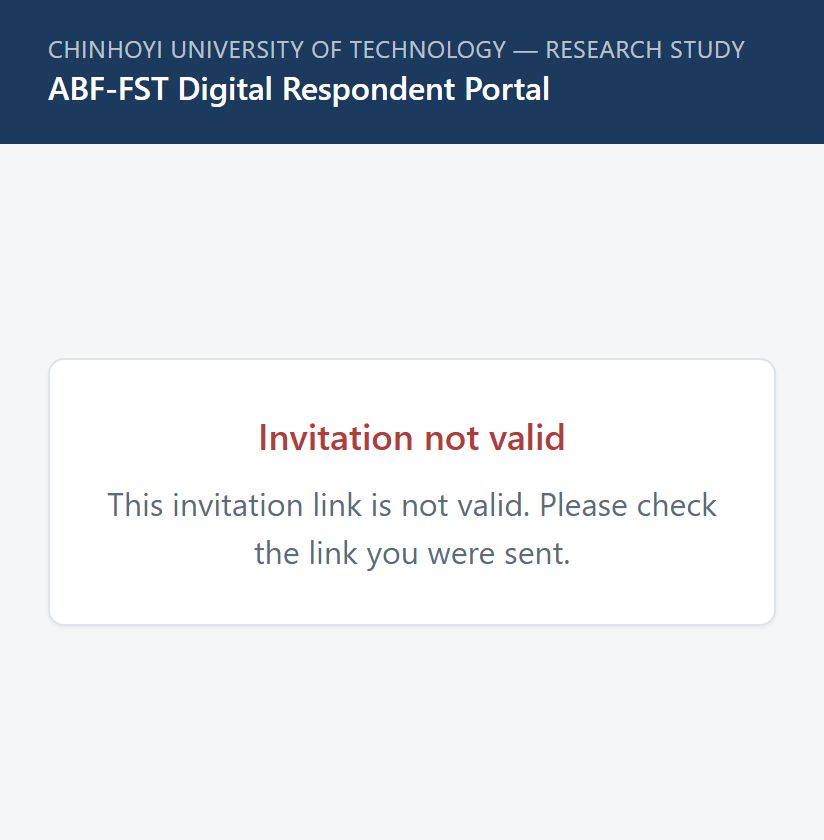 CHINHOYI UNIVERSITY OF TECHNOLOGY — RESEARCH STUDY
ABF-FST Digital Respondent Portal
Invitation not valid
This invitation link is not valid. Please check
the link you were sent.